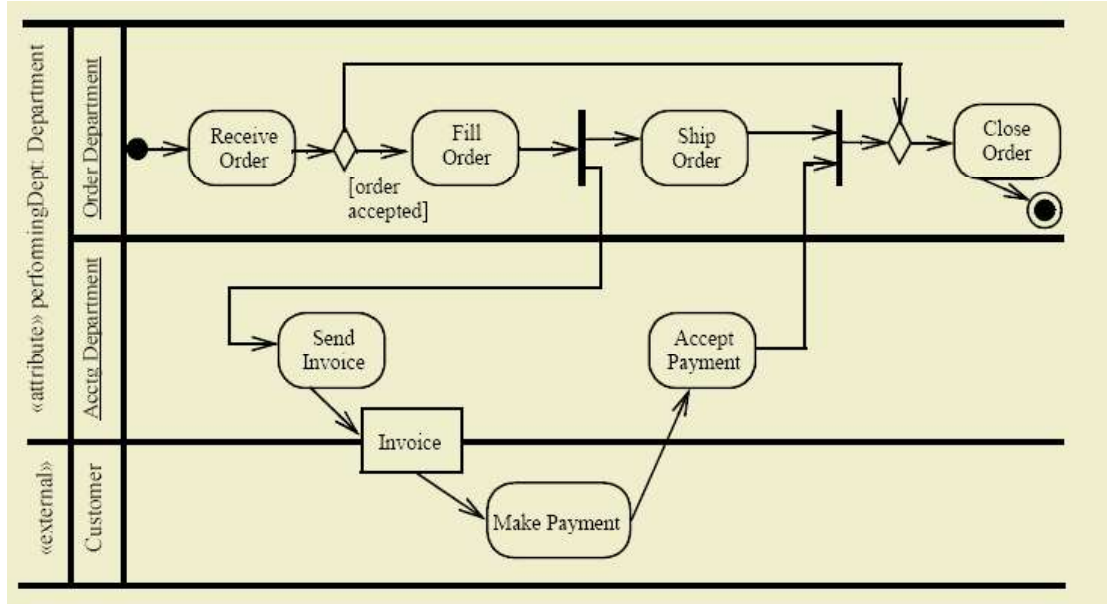 «attribute» performingDept: Department
Order Department
Receive
Order
[order
accepted]
Fill
Order
Ship
Order
Close
Order
Acctg Department
Send
Invoice
Accept
Payment
Invoice
«external»
Customer
Make Payment